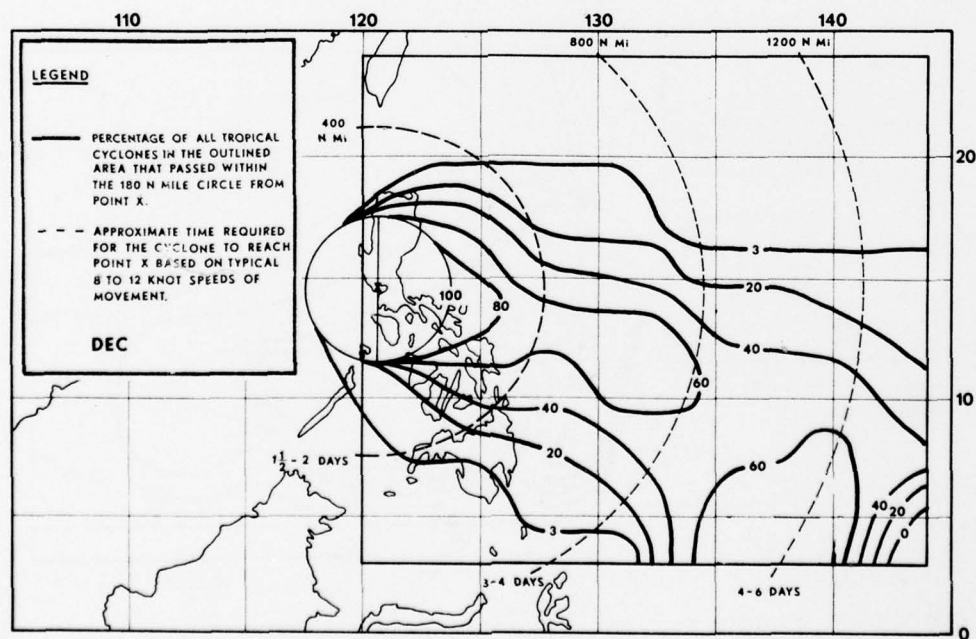 110
120
130
140
LEGEND
PERCENTAGE OF ALL TROPICAL
CYCLONES IN THE OUTLINED
AREA THAT PASSED WITHIN
THE 180 N MILE CIRCLE FROM
POINT X.
APPROXIMATE TIME REQUIRED
FOR THE CYCLONE TO REACH
POINT X BASED ON TYPICAL
8 TO 12 KNOT SPEEDS OF
MOVEMENT.
DEC
800 N Mi
1200 N Mi
400
N Mi
20
3
20
100
80
40
60
10
40
20
60
1½ - 2 DAYS
3
40
20
0
3-4 DAYS
4-6 DAYS
0